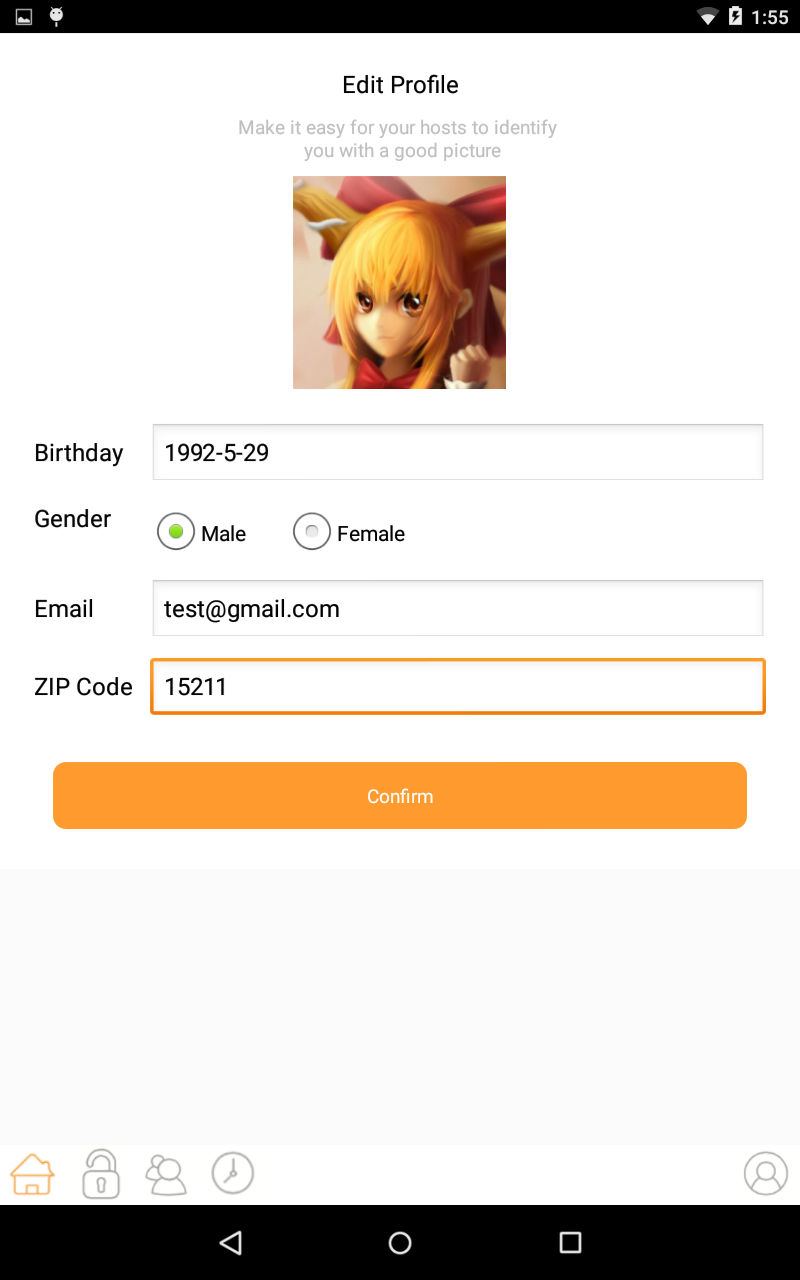 1:55
Edit Profile
Make it easy for your hosts to identify
you with a good picture
Birthday 1992-5-29
Gender Male Female
Email test@gmail.com
ZIP Code 15211
Confirm